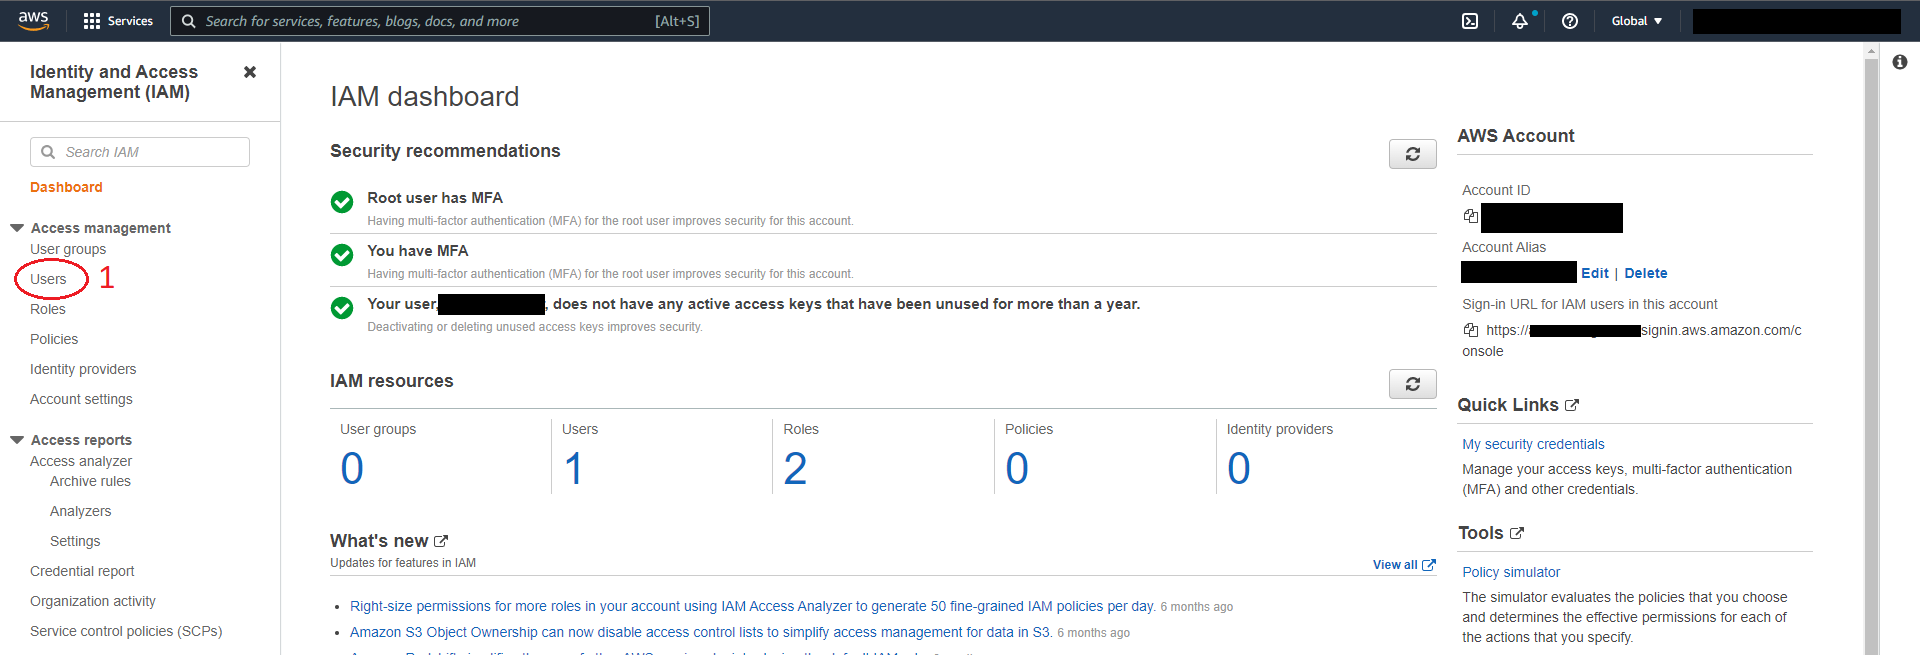 aws
Services
Search for services, features, blogs, docs, and more
[Alt+S]
Global
Identity and Access
Management (IAM)
Search IAM
Dashboard
Access management
User groups
Users
1
Roles
Policies
Identity providers
Account settings
Access reports
Access analyzer
Archive rules
Analyzers
Settings
Credential report
Organization activity
Service control policies (SCPs)
IAM dashboard
Security recommendations
Root user has MFA
Having multi-factor authentication (MFA) for the root user improves security for this account.
You have MFA
Having multi-factor authentication (MFA) for the root user improves security for this account.
Your user, , does not have any active access keys that have been unused for more than a year.
Deactivating or deleting unused access keys improves security.
IAM resources
User groups
0
Users
1
Roles
2
Policies
0
Identity providers
0
What's new
Updates for features in IAM
View all
Right-size permissions for more roles in your account using IAM Access Analyzer to generate 50 fine-grained IAM policies per day. 6 months ago
Amazon S3 Object Ownership can now disable access control lists to simplify access management for data in S3. 6 months ago
AWS Account
Account ID
Account Alias
Edit | Delete
Sign-in URL for IAM users in this account
https:// signin.aws.amazon.com/c
onsole
Quick Links
My security credentials
Manage your access keys, multi-factor authentication
(MFA) and other credentials.
Tools
Policy simulator
The simulator evaluates the policies that you choose
and determines the effective permissions for each of
the actions that you specify.